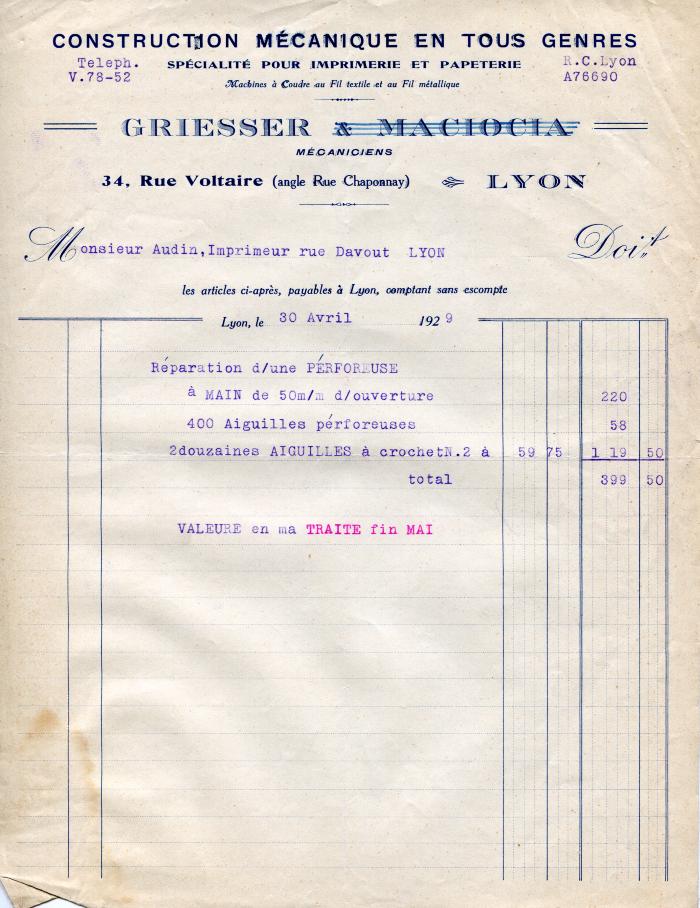 CONSTRUCTION MÉCANIQUE EN TOUS GENRES
Teleph. SPÉCIALITÉ POUR IMPRIMERIE ET PAPETERIE R.C.Lyon
V.78-52 Machines à Coudre au Fil textile et au Fil métallique A76690
GRIESSER & MACIOCIA
MÉCANICIENS
34, Rue Voltaire (angle Rue Chaponnay) LYON
Monsieur Audin,Imprimeur rue Davout LYON Doit
les articles ci-après, payables à Lyon, comptant sans escompte
Lyon, le 30 Avril 1929
Réparation d/une PÉRFOREUSE
à MAIN de 50m/m d/ouverture 220
400 Aiguilles pérforeuses 58
2douzaines AIGUILLES à crochetN.2 à 59 75 1 19 50
total 399 50
VALEURE en ma TRAITE fin MAI